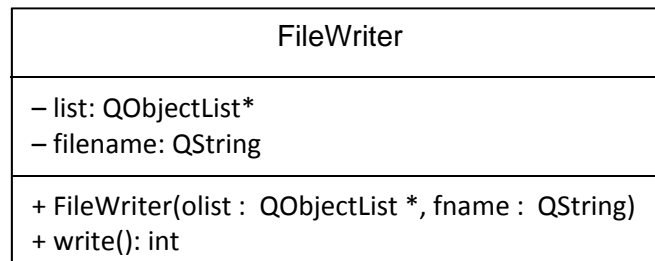 FileWriter
– list: QObjectList*
– filename: QString
+ FileWriter(olist : QObjectList *, fname : QString)
+ write(): int